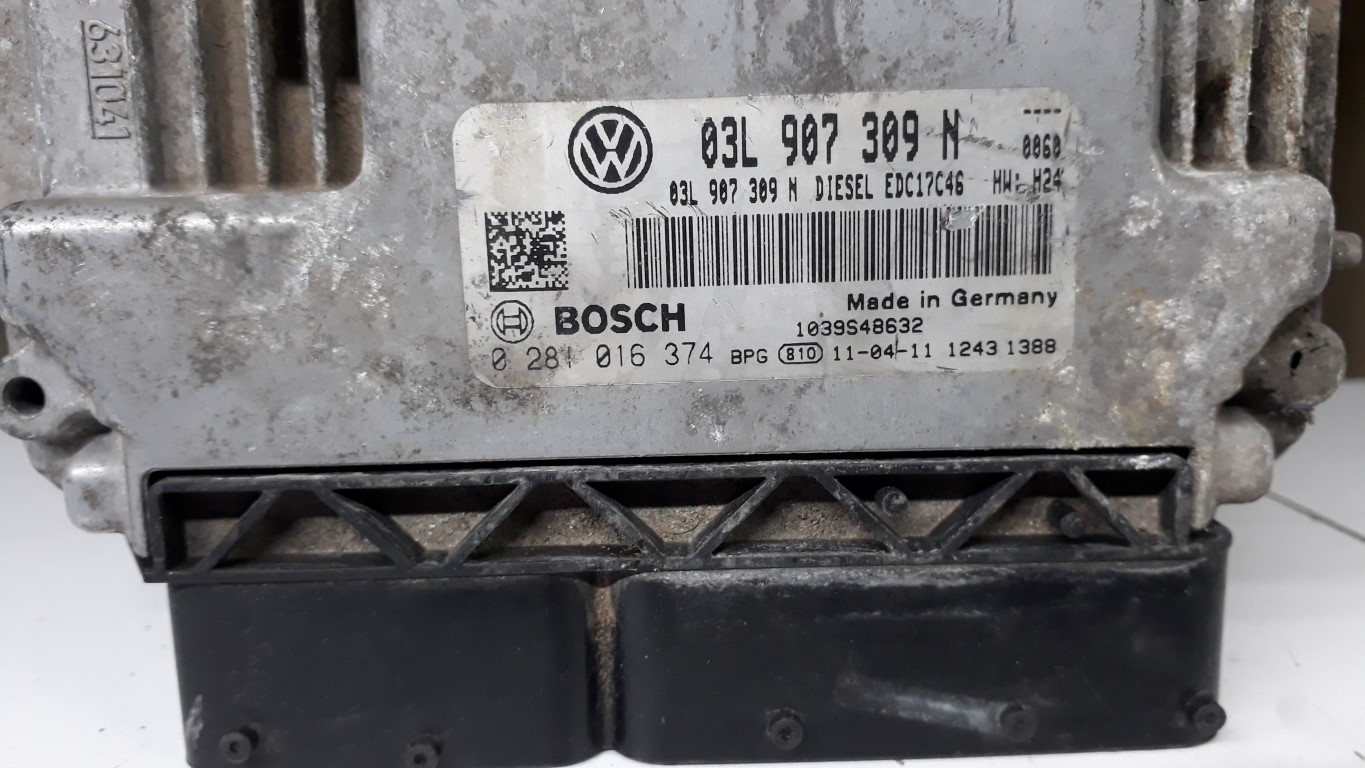 631041
03L 907 309 N
----
0060
03L 907 309 N DIESEL EDC17C46 HW: H24
BOSCH
Made in Germany
1039S48632
0 281 016 374 BPG 810 11-04-11 1243 1388